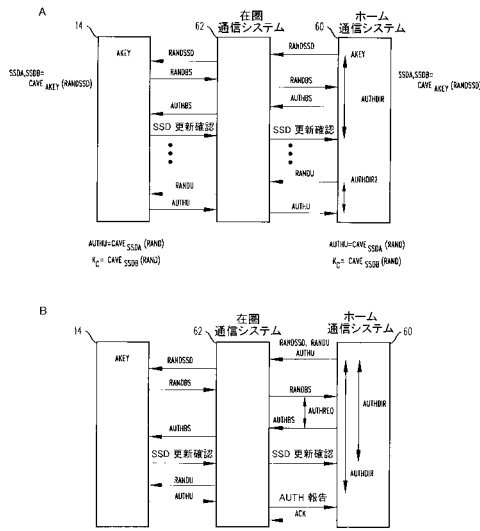 A
在圏
通信システム
ホーム
通信システム
14
62
60
AKEY
RANDSSD
RANDSSD
AKEY
SSDA,SSDB=
CAVE AKEY (RANDSSD)
RANDBS
RANDBS
SSDA,SSDB=
CAVE AKEY (RANDSSD)
AUTHBS
AUTHBS
AUTHDIR
SSD 更新確認
SSD 更新確認
RANDU
RANDU
AUTHDIR2
AUTHU
AUTHU
AUTHU=CAVE SSDA (RAND)
KC= CAVE SSDB (RAND)
AUTHU=CAVE SSDA (RAND)
KC= CAVE SSDB (RAND)
B
在圏
通信システム
ホーム
通信システム
14
62
60
AKEY
RANDSSD
RANDSSD, RANDU
AUTHU
RANDBS
RANDBS
AUTHREQ
AUTHDIR
AUTHBS
AUTHBS
SSD 更新確認
SSD 更新確認
AUTHDIR
RANDU
AUTHU
AUTH 報告
ACK